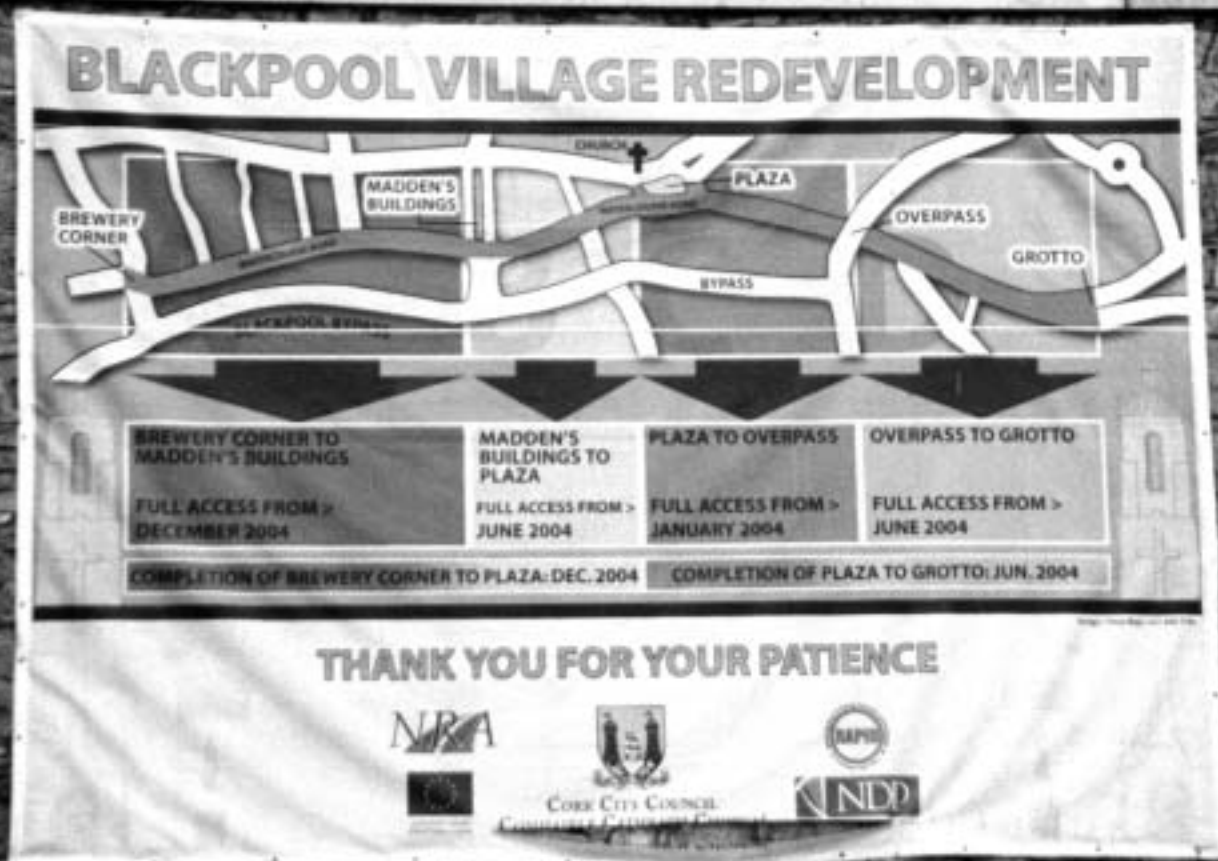 BLACKPOOL VILLAGE REDEVELOPMENT
CHURCH
PLAZA
MADDEN'S
BUILDINGS
BREWERY
CORNER
OVERPASS
GROTTO
BYPASS
BLACKPOOL BYPASS
BREWERY CORNER TO
MADDEN'S BUILDINGS
FULL ACCESS FROM >
DECEMBER 2004
MADDEN'S
BUILDINGS TO
PLAZA
FULL ACCESS FROM >
JUNE 2004
PLAZA TO OVERPASS
FULL ACCESS FROM >
JANUARY 2004
OVERPASS TO GROTTO
FULL ACCESS FROM >
JUNE 2004
COMPLETION OF BREWERY CORNER TO PLAZA: DEC. 2004
COMPLETION OF PLAZA TO GROTTO: JUN. 2004
THANK YOU FOR YOUR PATIENCE
NRA
RAPID
NDP
CORK CITY COUNCIL